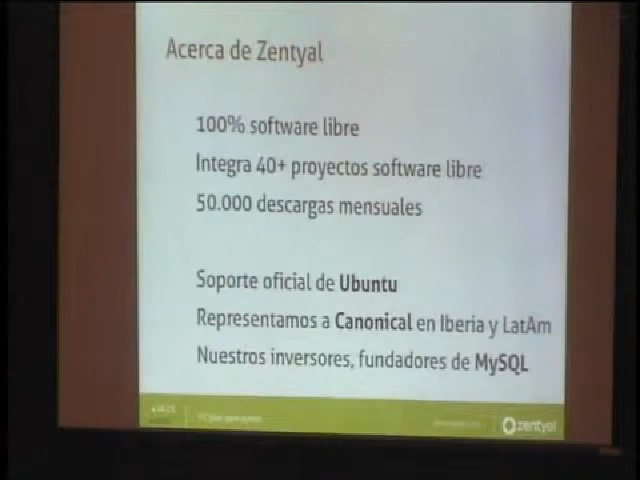 Acerca de Zentyal
100% software libre
Integra 40+ proyectos software libre
50.000 descargas mensuales
Soporte oficial de Ubuntu
Representamos a Canonical en Iberia y LatAm
Nuestros inversores, fundadores de MySQL
zentyal